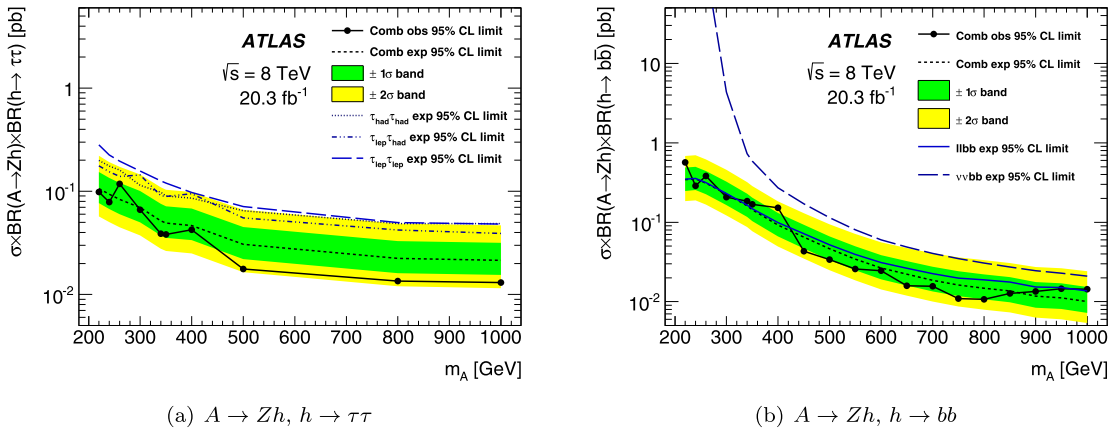 σ×BR(A→Zh)×BR(h→ ττ) [pb]
1
10⁻¹
10⁻²
ATLAS
√s = 8 TeV
20.3 fb⁻¹
Comb obs 95% CL limit
Comb exp 95% CL limit
± 1σ band
± 2σ band
τhadτhad exp 95% CL limit
τlepτhad exp 95% CL limit
τlepτlep exp 95% CL limit
200 300 400 500 600 700 800 900 1000
mA [GeV]
(a) A → Zh, h → ττ
σ×BR(A→Zh)×BR(h→ bb̄) [pb]
10
1
10⁻¹
10⁻²
ATLAS
√s = 8 TeV
20.3 fb⁻¹
Comb obs 95% CL limit
Comb exp 95% CL limit
± 1σ band
± 2σ band
llbb exp 95% CL limit
ννbb exp 95% CL limit
200 300 400 500 600 700 800 900 1000
mA [GeV]
(b) A → Zh, h → bb